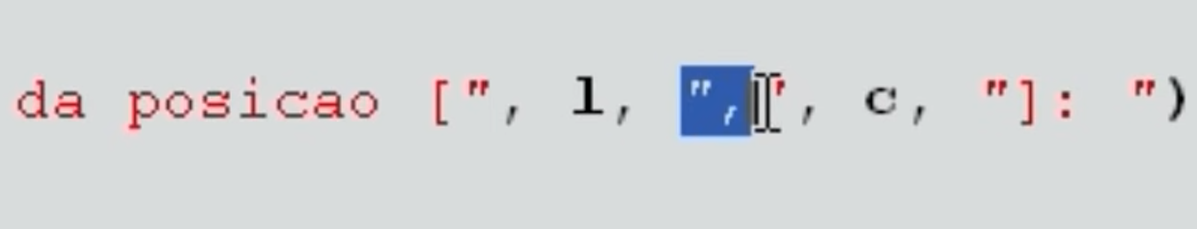 da posicao [", l, ",", c, "]: ")